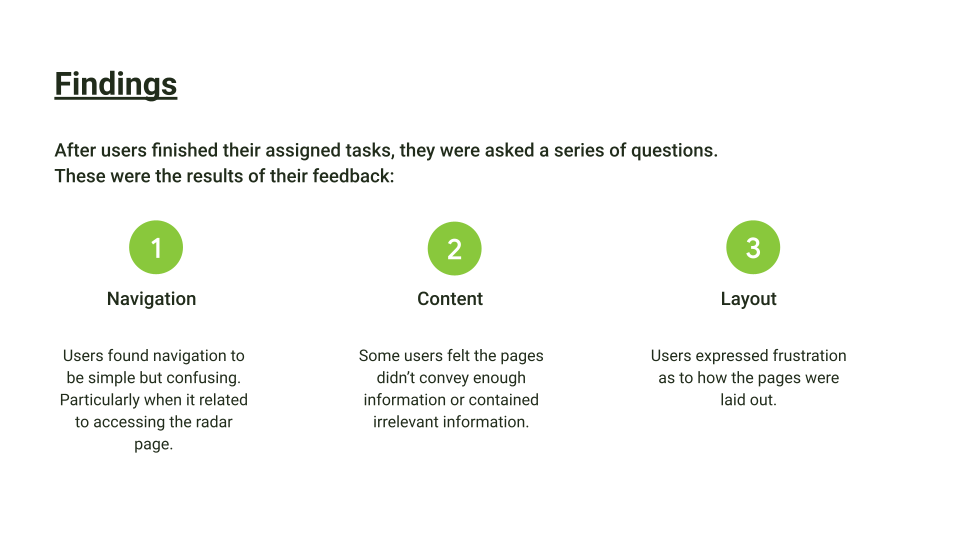 Findings
After users finished their assigned tasks, they were asked a series of questions.
These were the results of their feedback:
1
Navigation
Users found navigation to
be simple but confusing.
Particularly when it related
to accessing the radar
page.
2
Content
Some users felt the pages
didn’t convey enough
information or contained
irrelevant information.
3
Layout
Users expressed frustration
as to how the pages were
laid out.